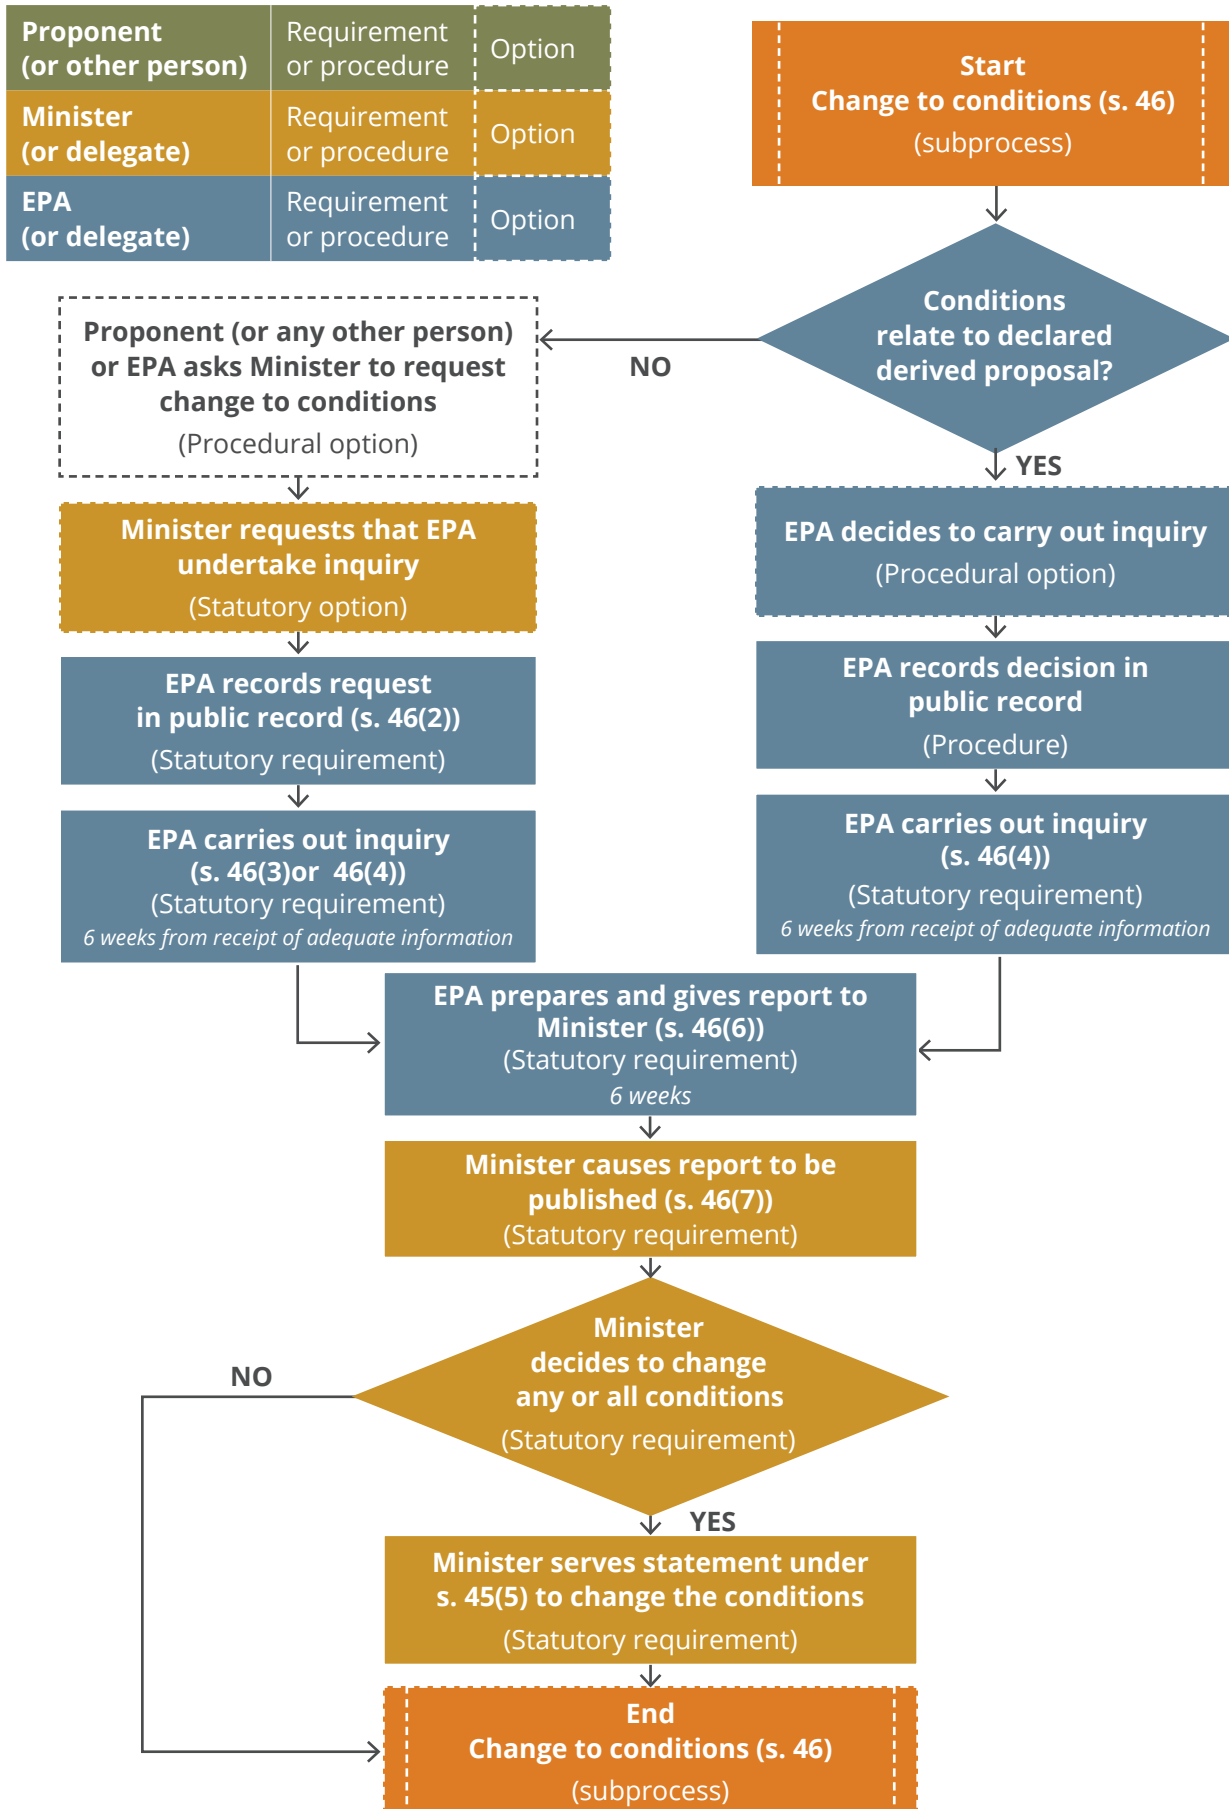 Proponent
(or other person)
Requirement
or procedure
Option
Minister
(or delegate)
Requirement
or procedure
Option
EPA
(or delegate)
Requirement
or procedure
Option
Start
Change to conditions (s. 46)
(subprocess)
Conditions
relate to declared
derived proposal?
NO
YES
Proponent (or any other person)
or EPA asks Minister to request
change to conditions
(Procedural option)
Minister requests that EPA
undertake inquiry
(Statutory option)
EPA records request
in public record (s. 46(2))
(Statutory requirement)
EPA carries out inquiry
(s. 46(3)or  46(4))
(Statutory requirement)
6 weeks from receipt of adequate information
EPA decides to carry out inquiry
(Procedural option)
EPA records decision in
public record
(Procedure)
EPA carries out inquiry
(s. 46(4))
(Statutory requirement)
6 weeks from receipt of adequate information
EPA prepares and gives report to
Minister (s. 46(6))
(Statutory requirement)
6 weeks
Minister causes report to be
published (s. 46(7))
(Statutory requirement)
Minister
decides to change
any or all conditions
(Statutory requirement)
NO
YES
Minister serves statement under
s. 45(5) to change the conditions
(Statutory requirement)
End
Change to conditions (s. 46)
(subprocess)